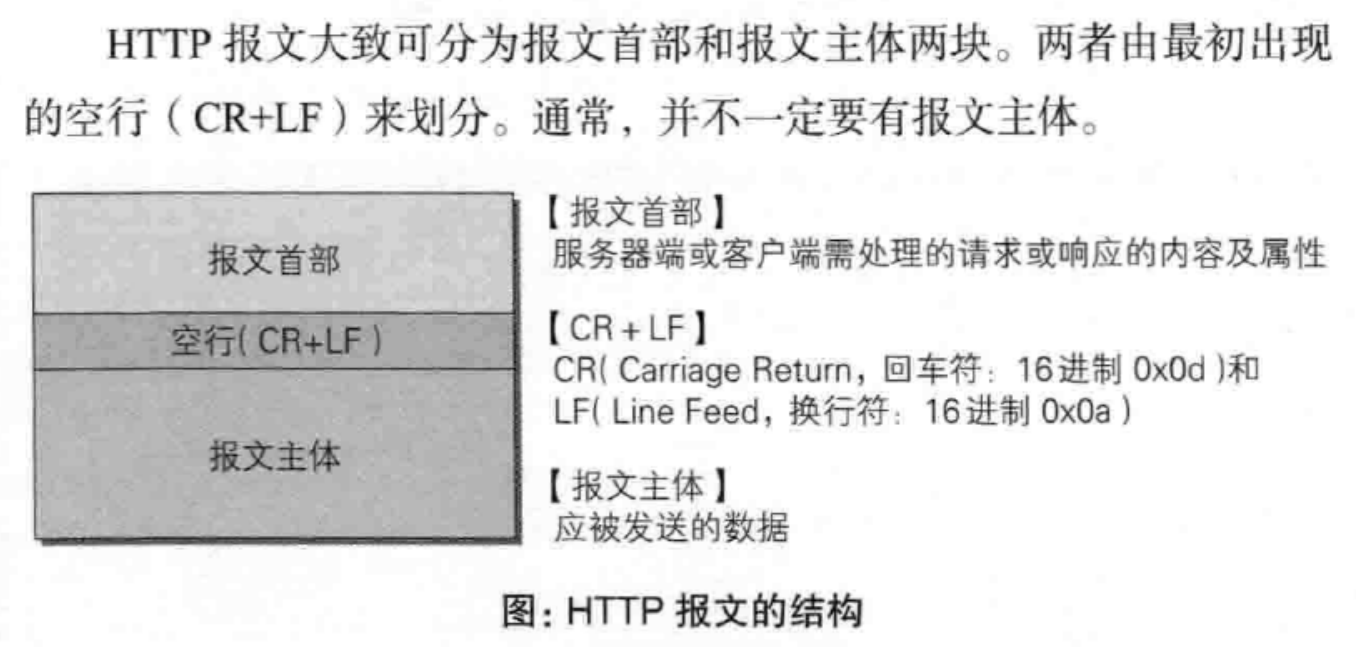 HTTP 报文大致可分为报文首部和报文主体两块。两者由最初出现
的空行（CR+LF）来划分。通常，并不一定要有报文主体。
报文首部
空行( CR+LF )
报文主体
【报文首部】
服务器端或客户端需处理的请求或响应的内容及属性
【CR + LF】
CR( Carriage Return，回车符：16进制 0x0d )和
LF( Line Feed，换行符：16进制 0x0a )
【报文主体】
应被发送的数据
图：HTTP 报文的结构